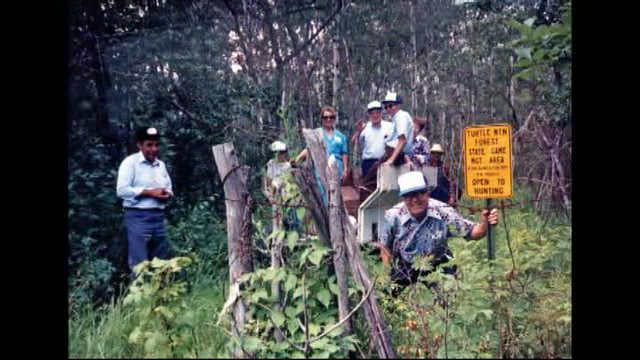 TURTLE MTN
FOREST
STATE GAME
MGT AREA
OPEN TO
HUNTING